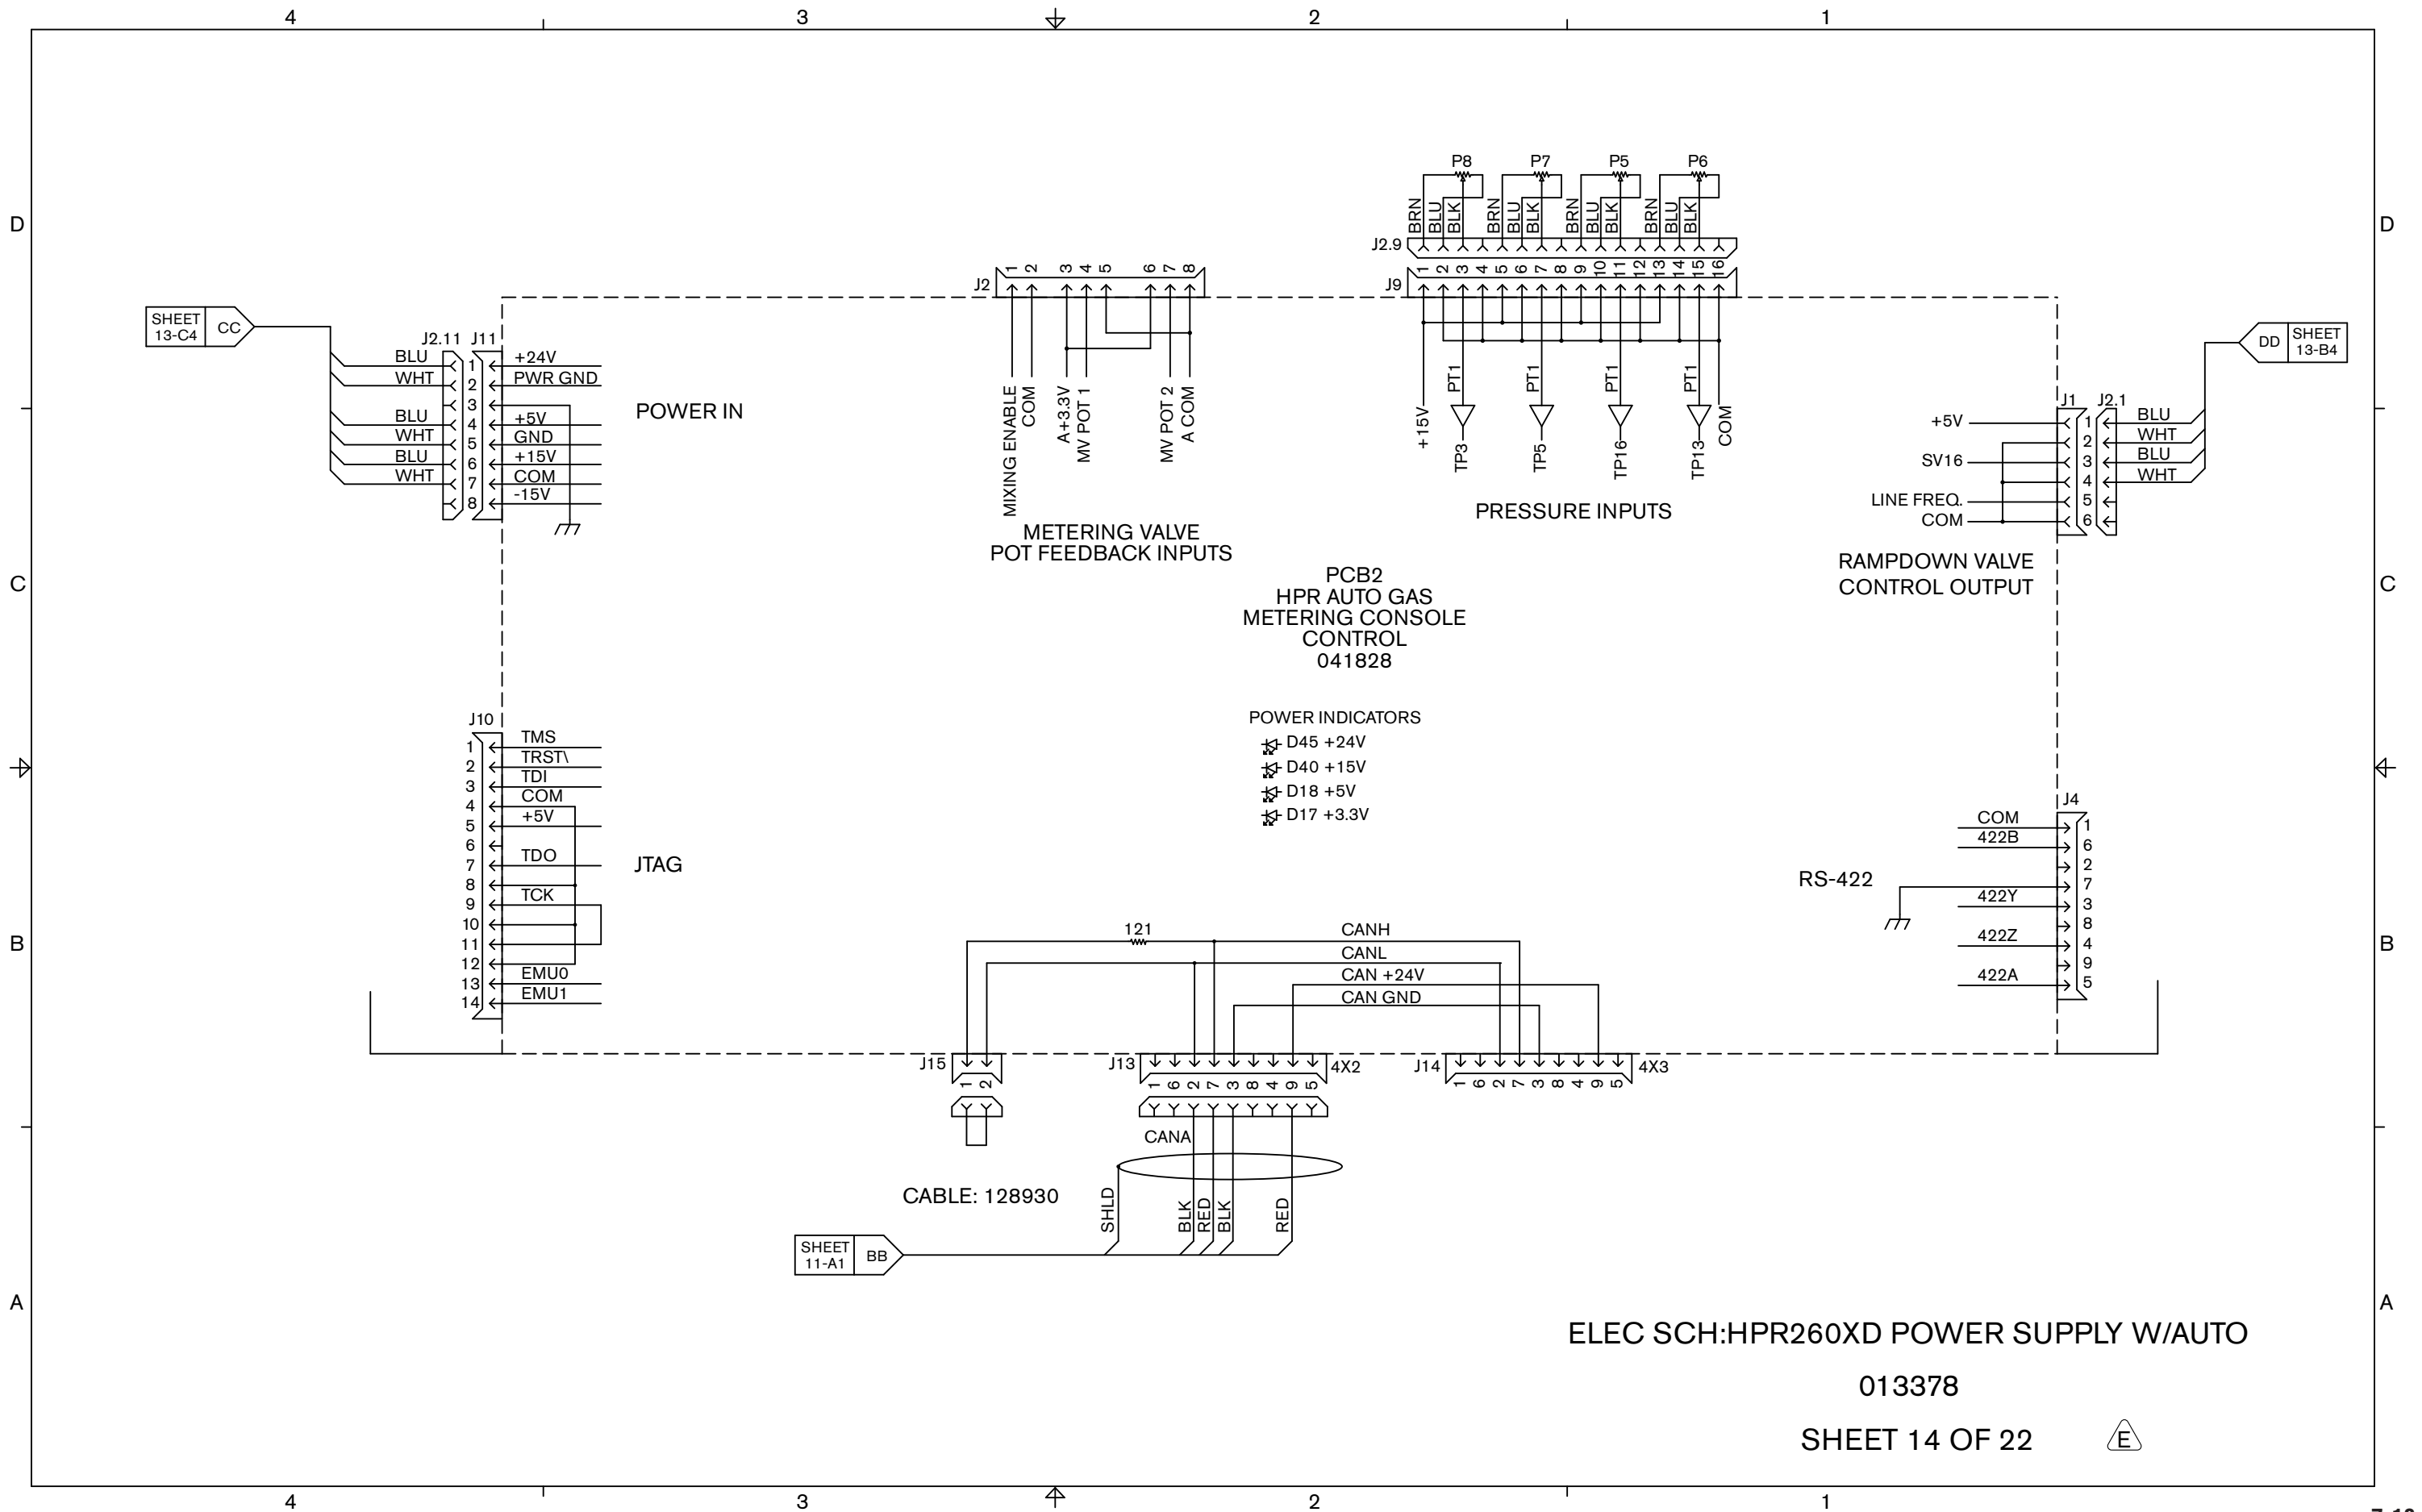 4 3 2 1
P8 P7 P5 P6
BRN BLU BLK BRN BLU BLK BRN BLU BLK BRN BLU BLK
D D
J2.9
1 2 3 4 5 6 7 8 9 10 11 12 13 14 15 16
J9
J2
1 2 3 4 5 6 7 8
SHEET
13-C4
CC
DD
SHEET
13-B4
J2.11 J11
BLU 1 +24V
WHT 2 PWR GND
3
BLU 4 +5V
WHT 5 GND
BLU 6 +15V
WHT 7 COM
8 -15V
POWER IN
MIXING ENABLE
COM
A+3.3V
MV POT 1
MV POT 2
A COM
METERING VALVE
POT FEEDBACK INPUTS
+15V
PT1 PT1 PT1 PT1
TP3 TP5 TP16 TP13
COM
PRESSURE INPUTS
J1 J2.1
+5V 1 BLU
2 WHT
SV16 3 BLU
4 WHT
LINE FREQ. 5
COM 6
RAMPDOWN VALVE
CONTROL OUTPUT
C C
PCB2
HPR AUTO GAS
METERING CONSOLE
CONTROL
041828
POWER INDICATORS
D45 +24V
D40 +15V
D18 +5V
D17 +3.3V
J10
1 TMS
2 TRST\
3 TDI
4 COM
5 +5V
6
7 TDO
8
9 TCK
10
11
12
13 EMU0
14 EMU1
JTAG
J4
COM 1
422B 6
2
7
422Y 3
8
422Z 4
9
422A 5
RS-422
B B
121
CANH
CANL
CAN +24V
CAN GND
J15
1 2
J13
1 6 2 7 3 8 4 9 5
4X2
J14
1 6 2 7 3 8 4 9 5
4X3
CANA
CABLE: 128930
SHLD BLK RED BLK RED
SHEET
11-A1
BB
A A
ELEC SCH:HPR260XD POWER SUPPLY W/AUTO
013378
SHEET 14 OF 22
E
4 3 2 1